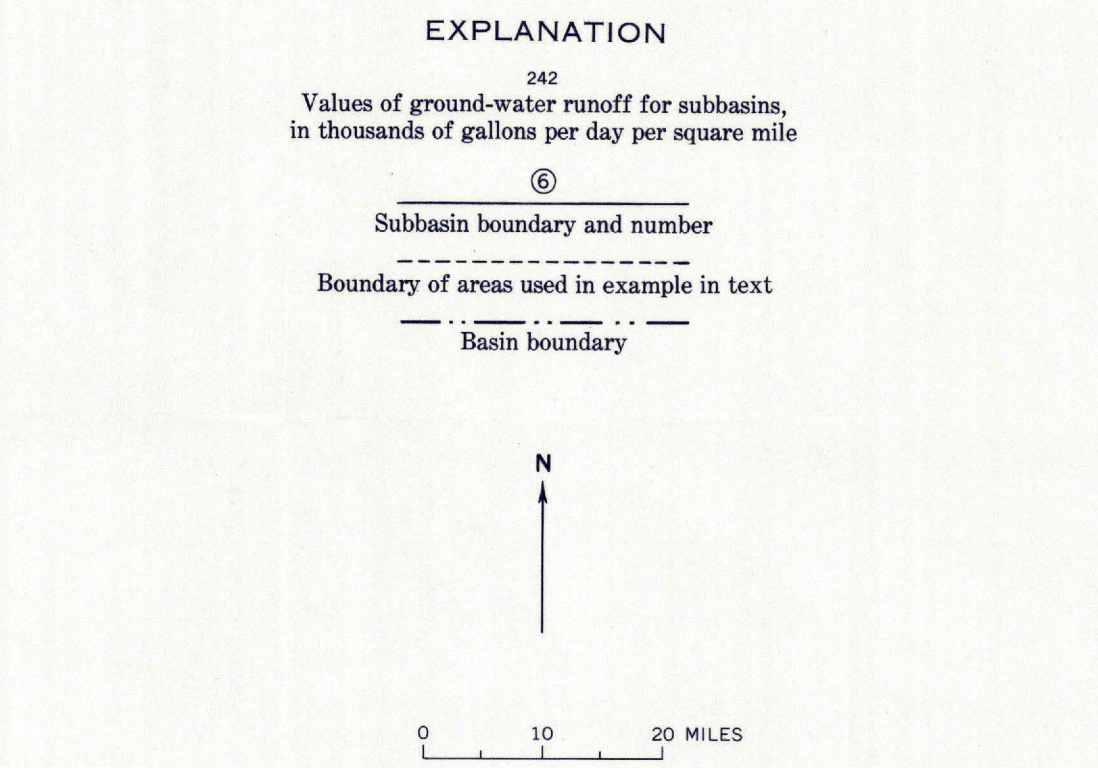 EXPLANATION
242
Values of ground-water runoff for subbasins,
in thousands of gallons per day per square mile
6
Subbasin boundary and number
Boundary of areas used in example in text
Basin boundary
N
0 10 20 MILES